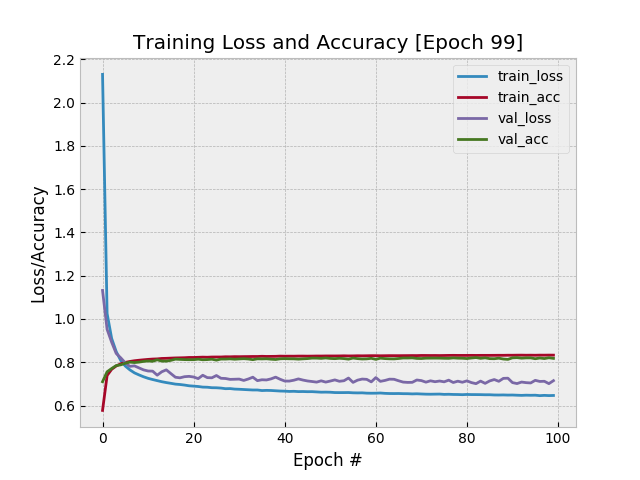 Training Loss and Accuracy [Epoch 99]
2.2
2.0
1.8
1.6
1.4
1.2
1.0
0.8
0.6
Loss/Accuracy
train_loss
train_acc
val_loss
val_acc
0 20 40 60 80 100
Epoch #